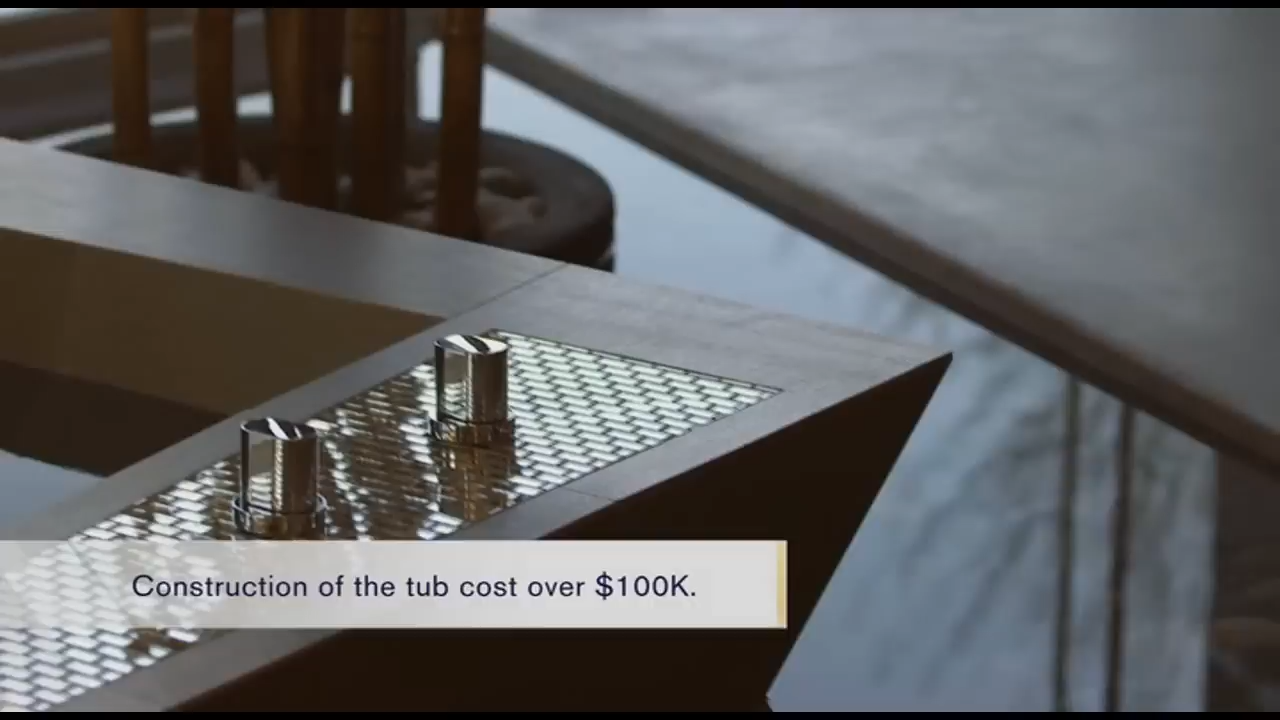 Construction of the tub cost over $100K.